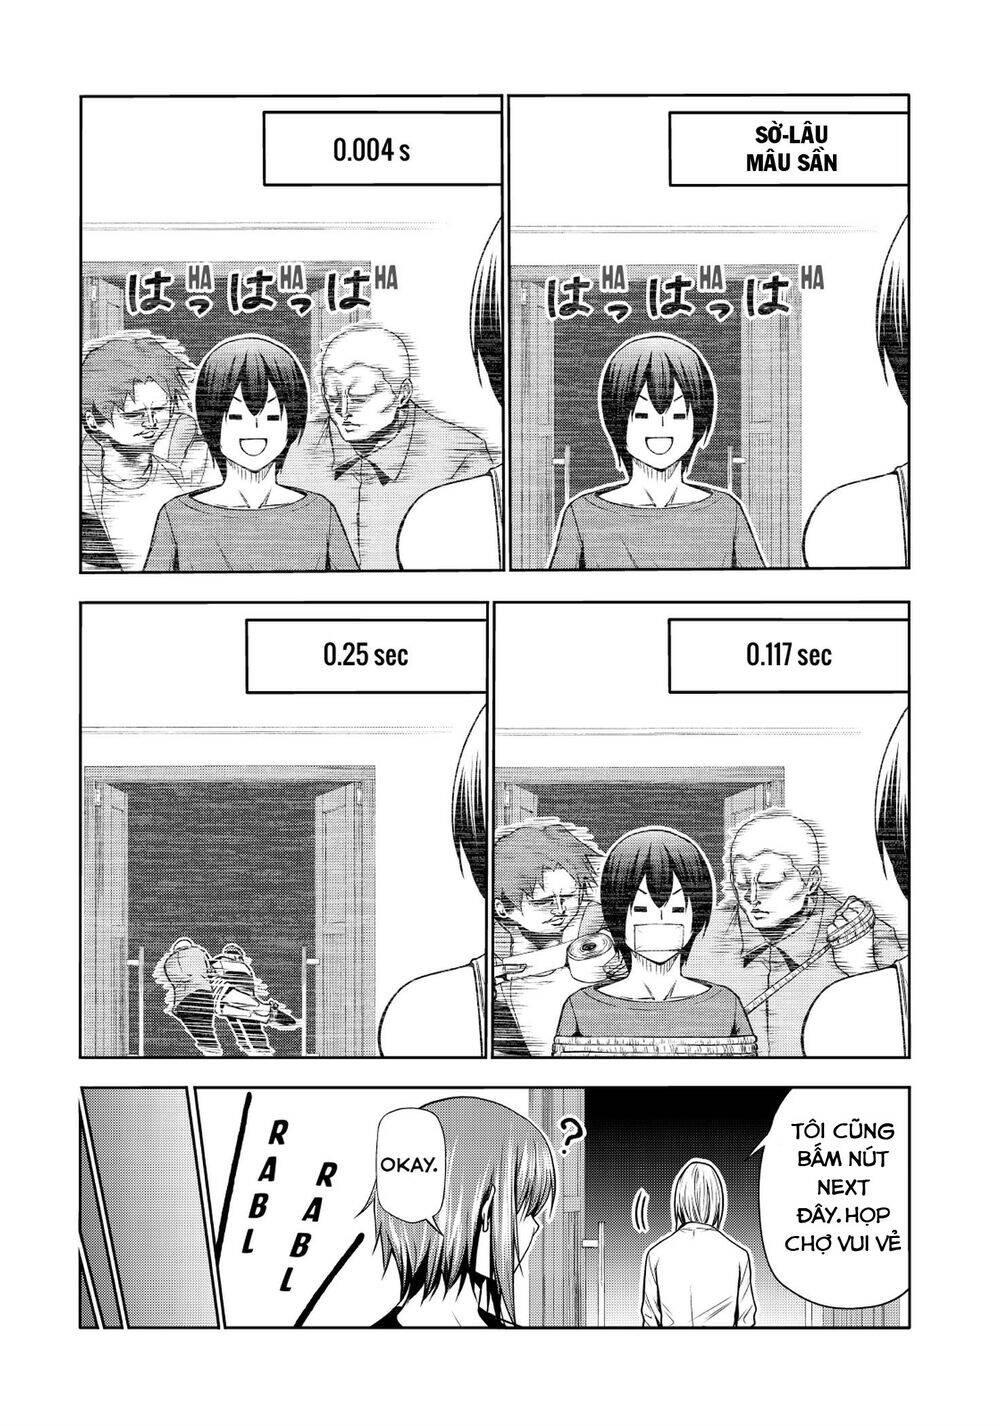 SỜ-LÂU
MÂU SẦN
はっはっは
HA HA HA
0.004 s
はっはっは
HA HA HA
0.117 sec
0.25 sec
TÔI CŨNG
BẤM NÚT
NEXT
ĐÂY. HỌP
CHỢ VUI VẺ
?
OKAY.
RABL
RABL